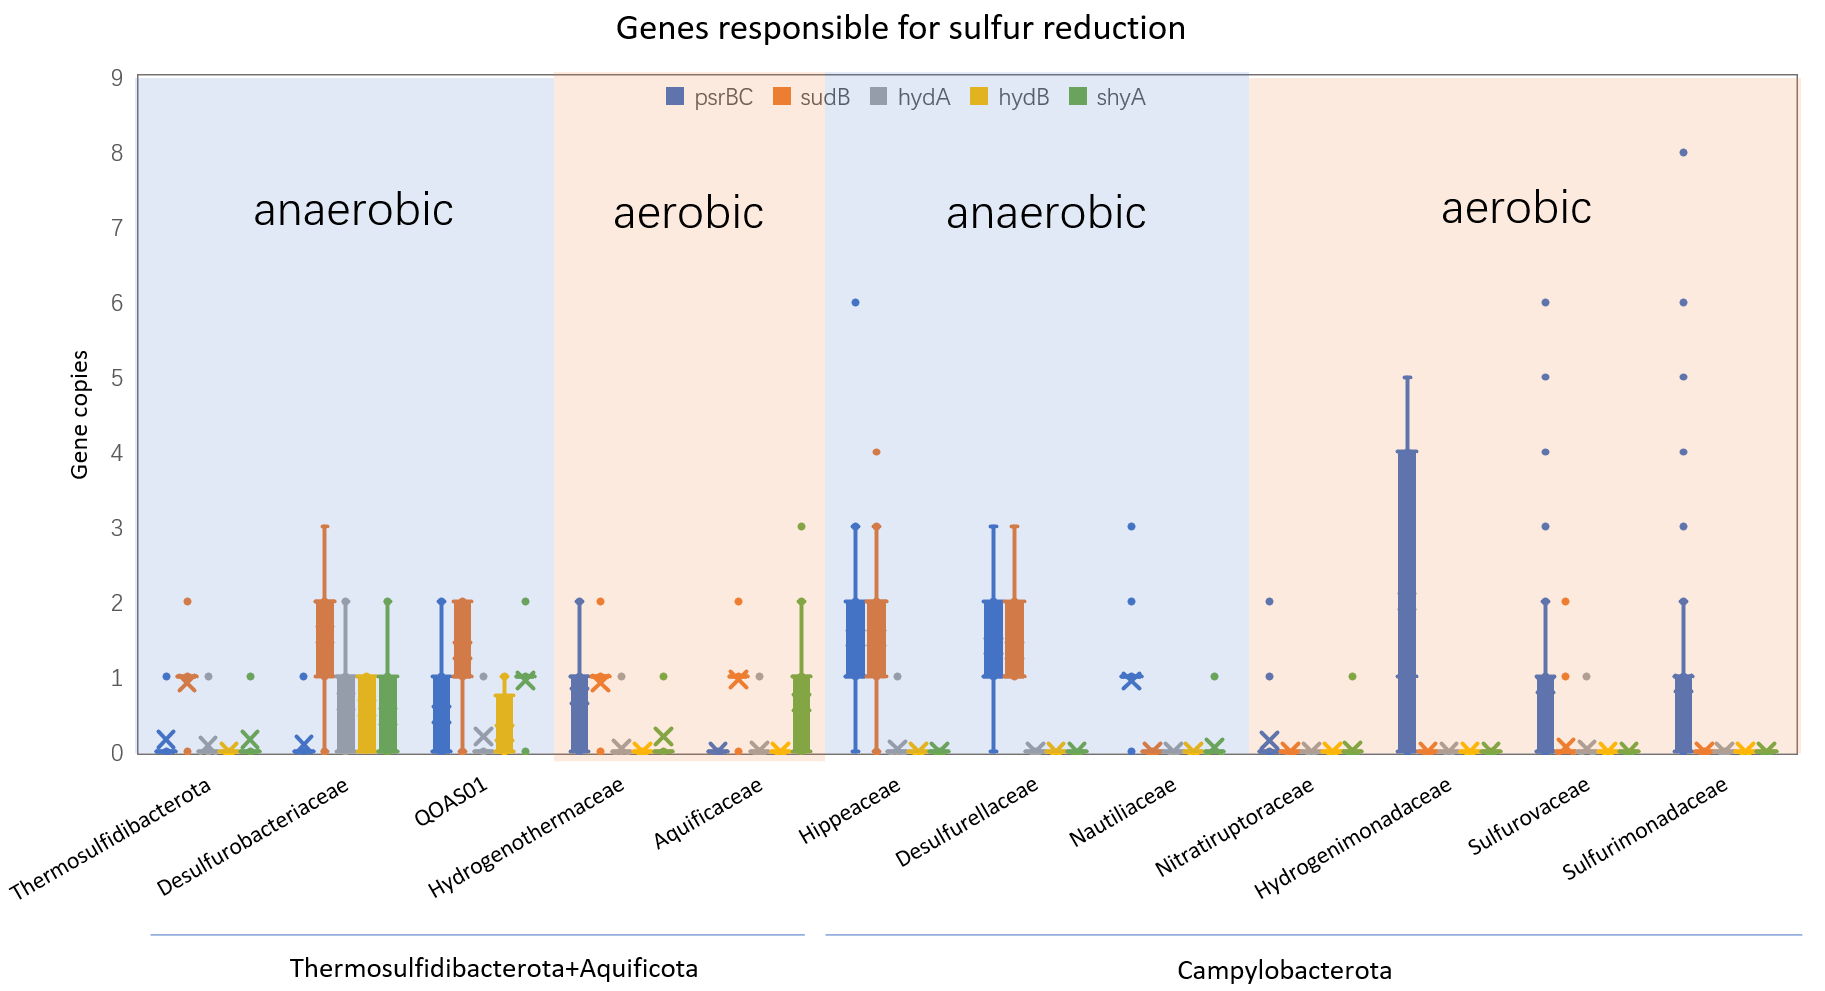 Genes responsible for sulfur reduction
psrBC sudB hydA hydB shyA
anaerobic aerobic anaerobic aerobic
Gene copies
9
8
7
6
5
4
3
2
1
0
Thermosulfidibacterota
Desulfurobacteriaceae
QOAS01
Hydrogenothermaceae
Aquificaceae
Hippeaceae
Desulfurellaceae
Nautiliaceae
Nitratiruptoraceae
Hydrogenimonadaceae
Sulfurovaceae
Sulfurimonadaceae
Thermosulfidibacterota+Aquificota
Campylobacterota